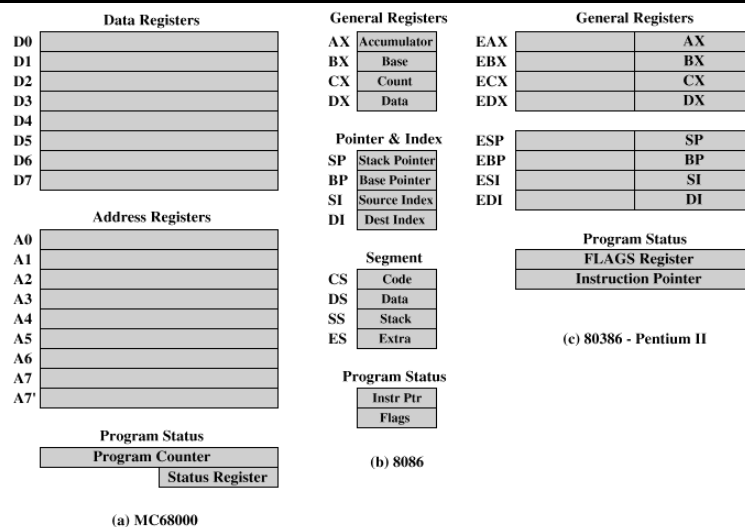 Data Registers
D0
D1
D2
D3
D4
D5
D6
D7
Address Registers
A0
A1
A2
A3
A4
A5
A6
A7
A7'
Program Status
Program Counter
Status Register
(a) MC68000
General Registers
AX Accumulator
BX Base
CX Count
DX Data
Pointer & Index
SP Stack Pointer
BP Base Pointer
SI Source Index
DI Dest Index
Segment
CS Code
DS Data
SS Stack
ES Extra
Program Status
Instr Ptr
Flags
(b) 8086
General Registers
EAX AX
EBX BX
ECX CX
EDX DX
ESP SP
EBP BP
ESI SI
EDI DI
Program Status
FLAGS Register
Instruction Pointer
(c) 80386 - Pentium II